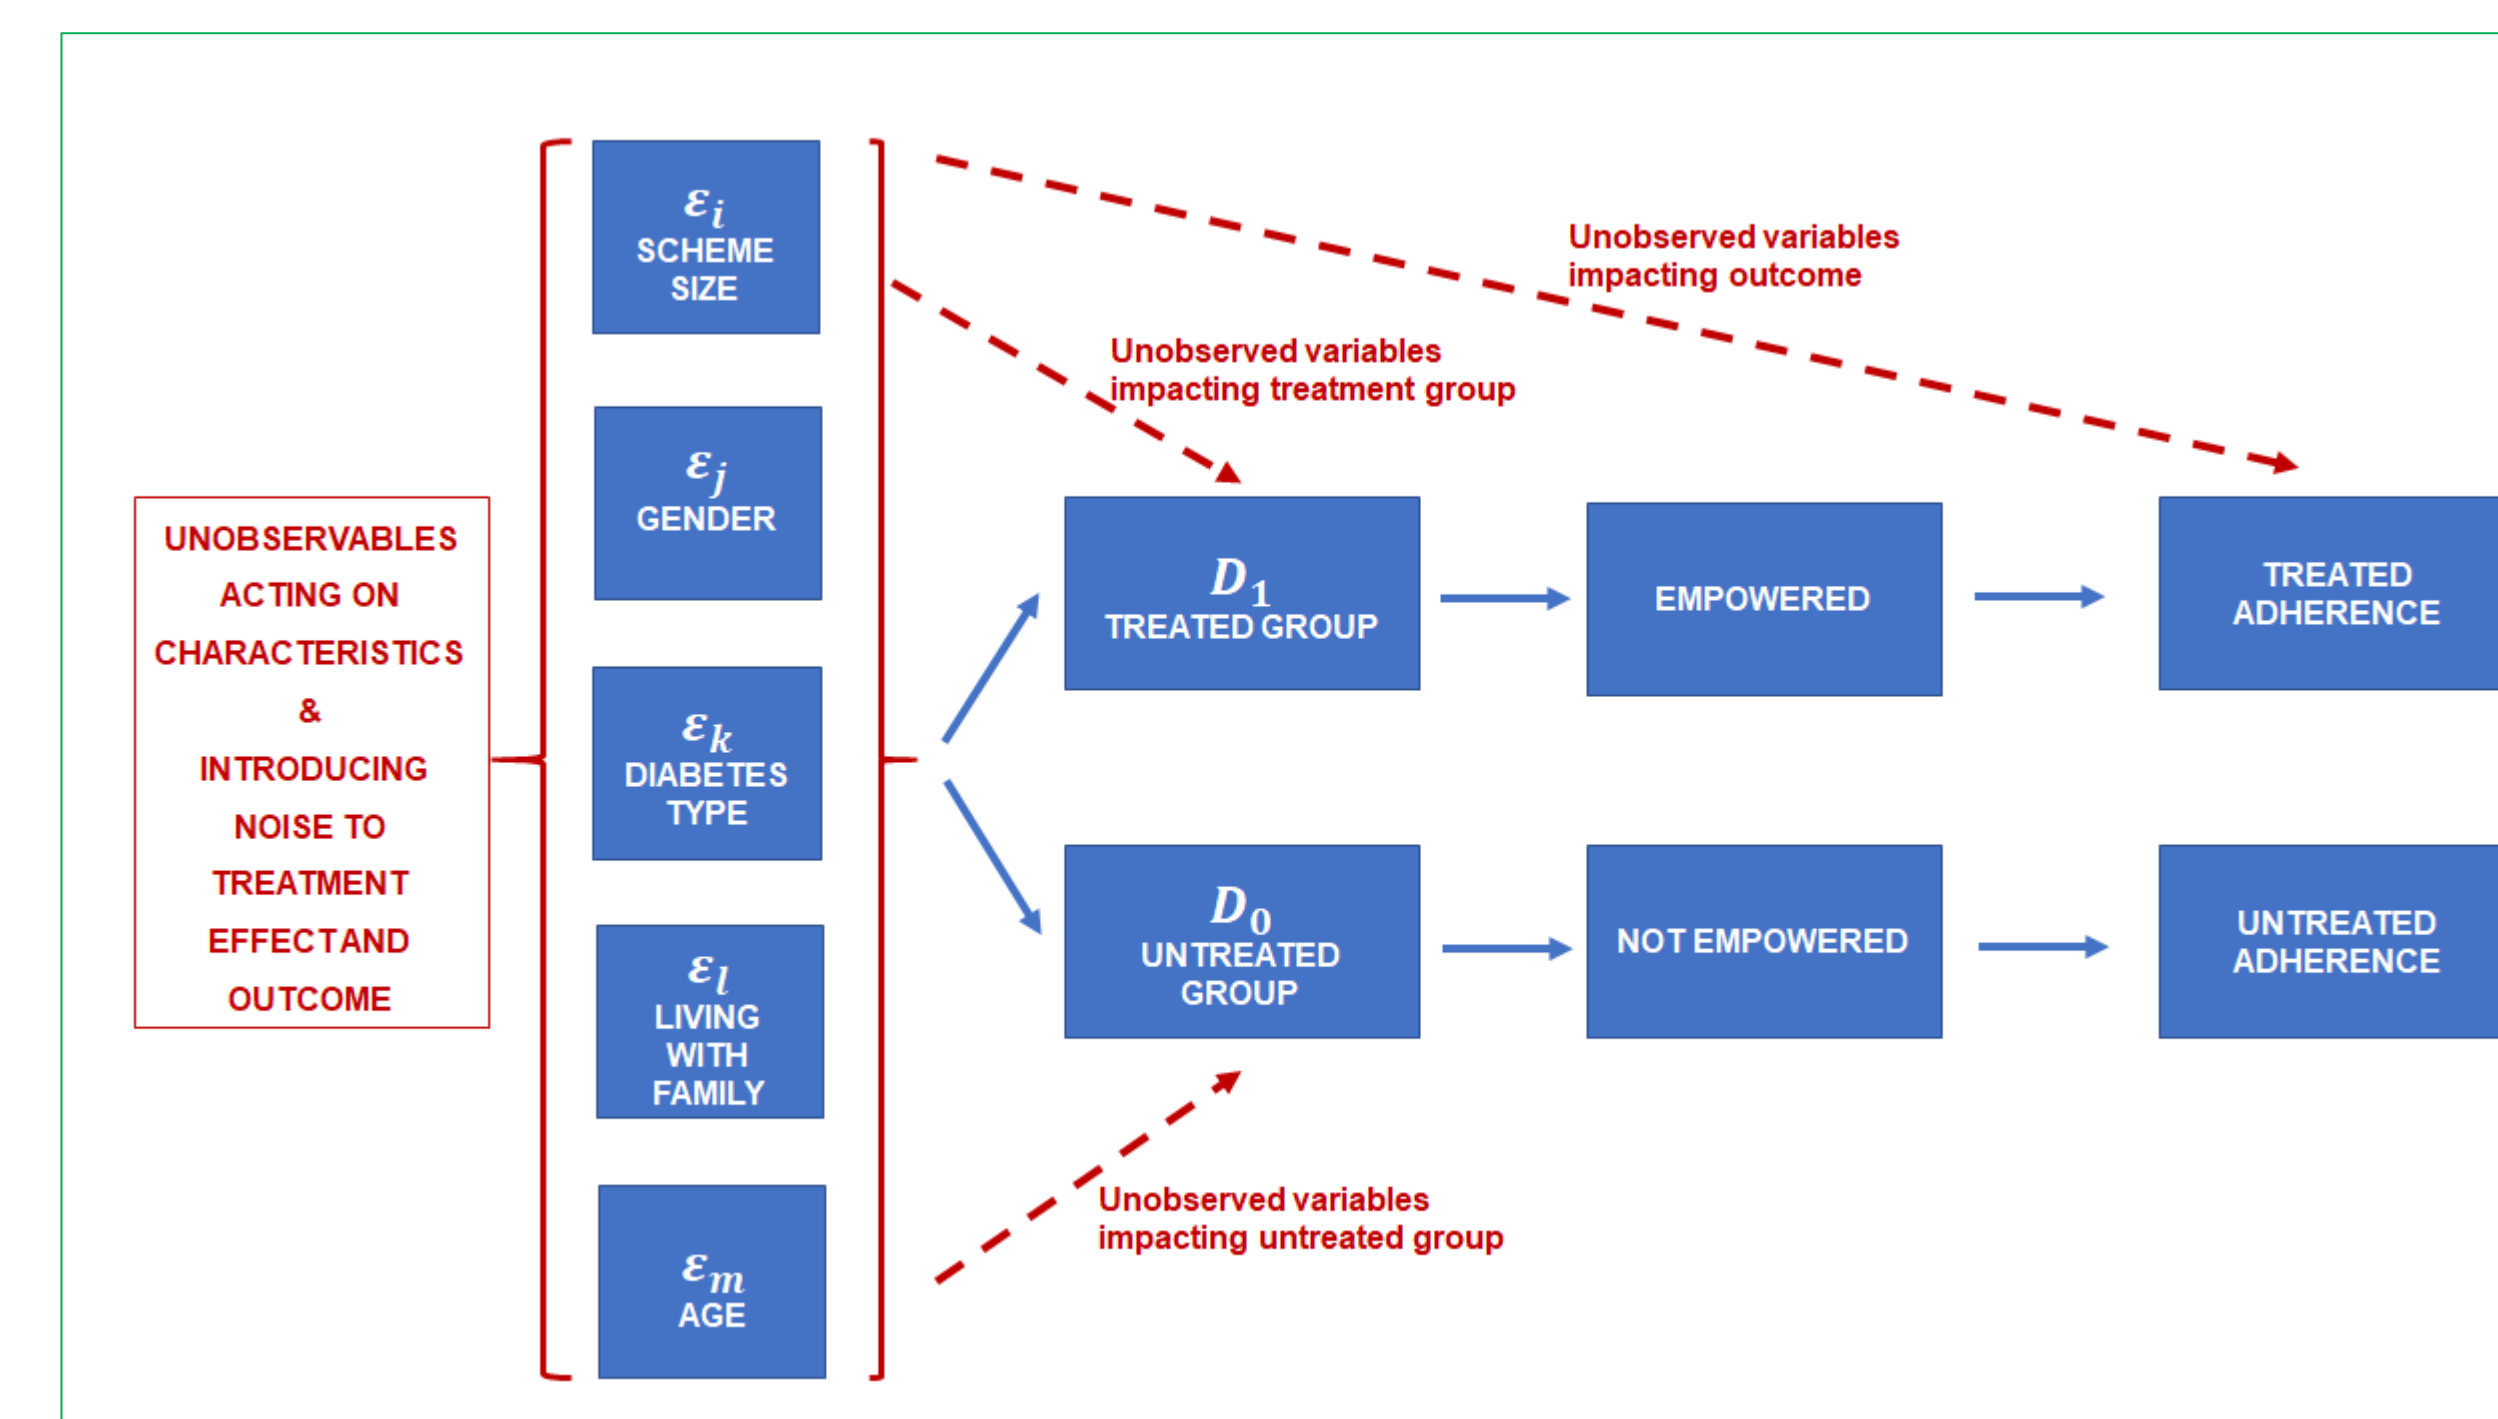 UNOBSERVABLES
ACTING ON
CHARACTERISTICS
&
INTRODUCING
NOISE TO
TREATMENT
EFFECT AND
OUTCOME
εi
SCHEME
SIZE
εj
GENDER
εk
DIABETES
TYPE
εl
LIVING
WITH
FAMILY
εm
AGE
Unobserved variables
impacting outcome
Unobserved variables
impacting treatment group
D1
TREATED GROUP
EMPOWERED
TREATED
ADHERENCE
D0
UNTREATED
GROUP
NOT EMPOWERED
UNTREATED
ADHERENCE
Unobserved variables
impacting untreated group